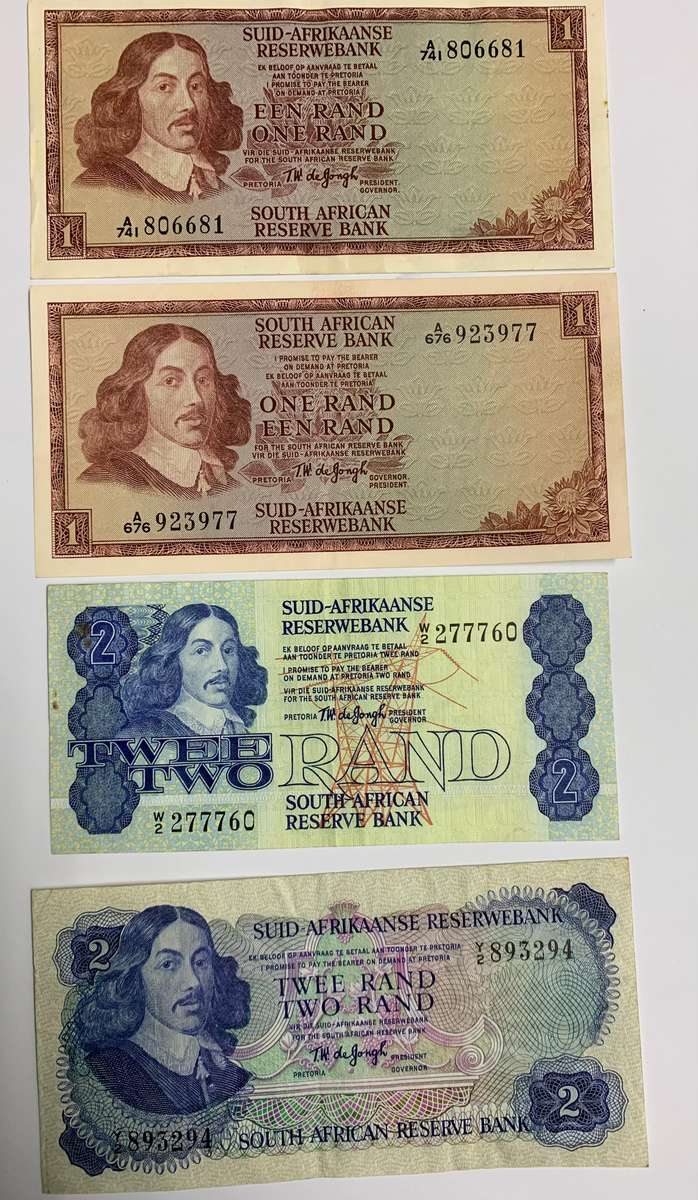 1
SUID-AFRIKAANSE
RESERWEBANK
A/741 806681
EK BELOOF OP AANVRAAG TE BETAAL
AAN TOONDER TE PRETORIA
I PROMISE TO PAY THE BEARER
ON DEMAND AT PRETORIA
EEN RAND
ONE RAND
VIR DIE SUID-AFRIKAANSE RESERWEBANK
FOR THE SOUTH AFRICAN RESERVE BANK
T.W. de Jongh
PRETORIA PRESIDENT.
GOVERNOR.
1
A/741 806681
SOUTH AFRICAN
RESERVE BANK
1
SOUTH AFRICAN
RESERVE BANK
A/676 923977
I PROMISE TO PAY THE BEARER
ON DEMAND AT PRETORIA
EK BELOOF OP AANVRAAG TE BETAAL
AAN TOONDER TE PRETORIA
ONE RAND
EEN RAND
FOR THE SOUTH AFRICAN RESERVE BANK
VIR DIE SUID-AFRIKAANSE RESERWEBANK
T.W. de Jongh
PRETORIA GOVERNOR.
PRESIDENT.
1
A/676 923977
SUID-AFRIKAANSE
RESERWEBANK
2
SUID-AFRIKAANSE
RESERWEBANK
W/2 277760
EK BELOOF OP AANVRAAG TE BETAAL
AAN TOONDER TE PRETORIA TWEE RAND
I PROMISE TO PAY THE BEARER
ON DEMAND AT PRETORIA TWO RAND
VIR DIE SUID-AFRIKAANSE RESERWEBANK
FOR THE SOUTH AFRICAN RESERVE BANK
PRETORIA T.W. de Jongh PRESIDENT
GOVERNOR
TWEE
TWO RAND
2
W/2 277760
SOUTH AFRICAN
RESERVE BANK
2
SUID-AFRIKAANSE RESERWEBANK
EK BELOOF OP AANVRAAG TE BETAAL AAN TOONDER TE PRETORIA
I PROMISE TO PAY THE BEARER ON DEMAND AT PRETORIA
Y/2 893294
TWEE RAND
TWO RAND
VIR DIE SUID-AFRIKAANSE RESERWEBANK
FOR THE SOUTH AFRICAN RESERVE BANK
T.W. de Jongh
PRESIDENT
PRETORIA GOVERNOR
2
Y/2 893294
SOUTH AFRICAN RESERVE BANK